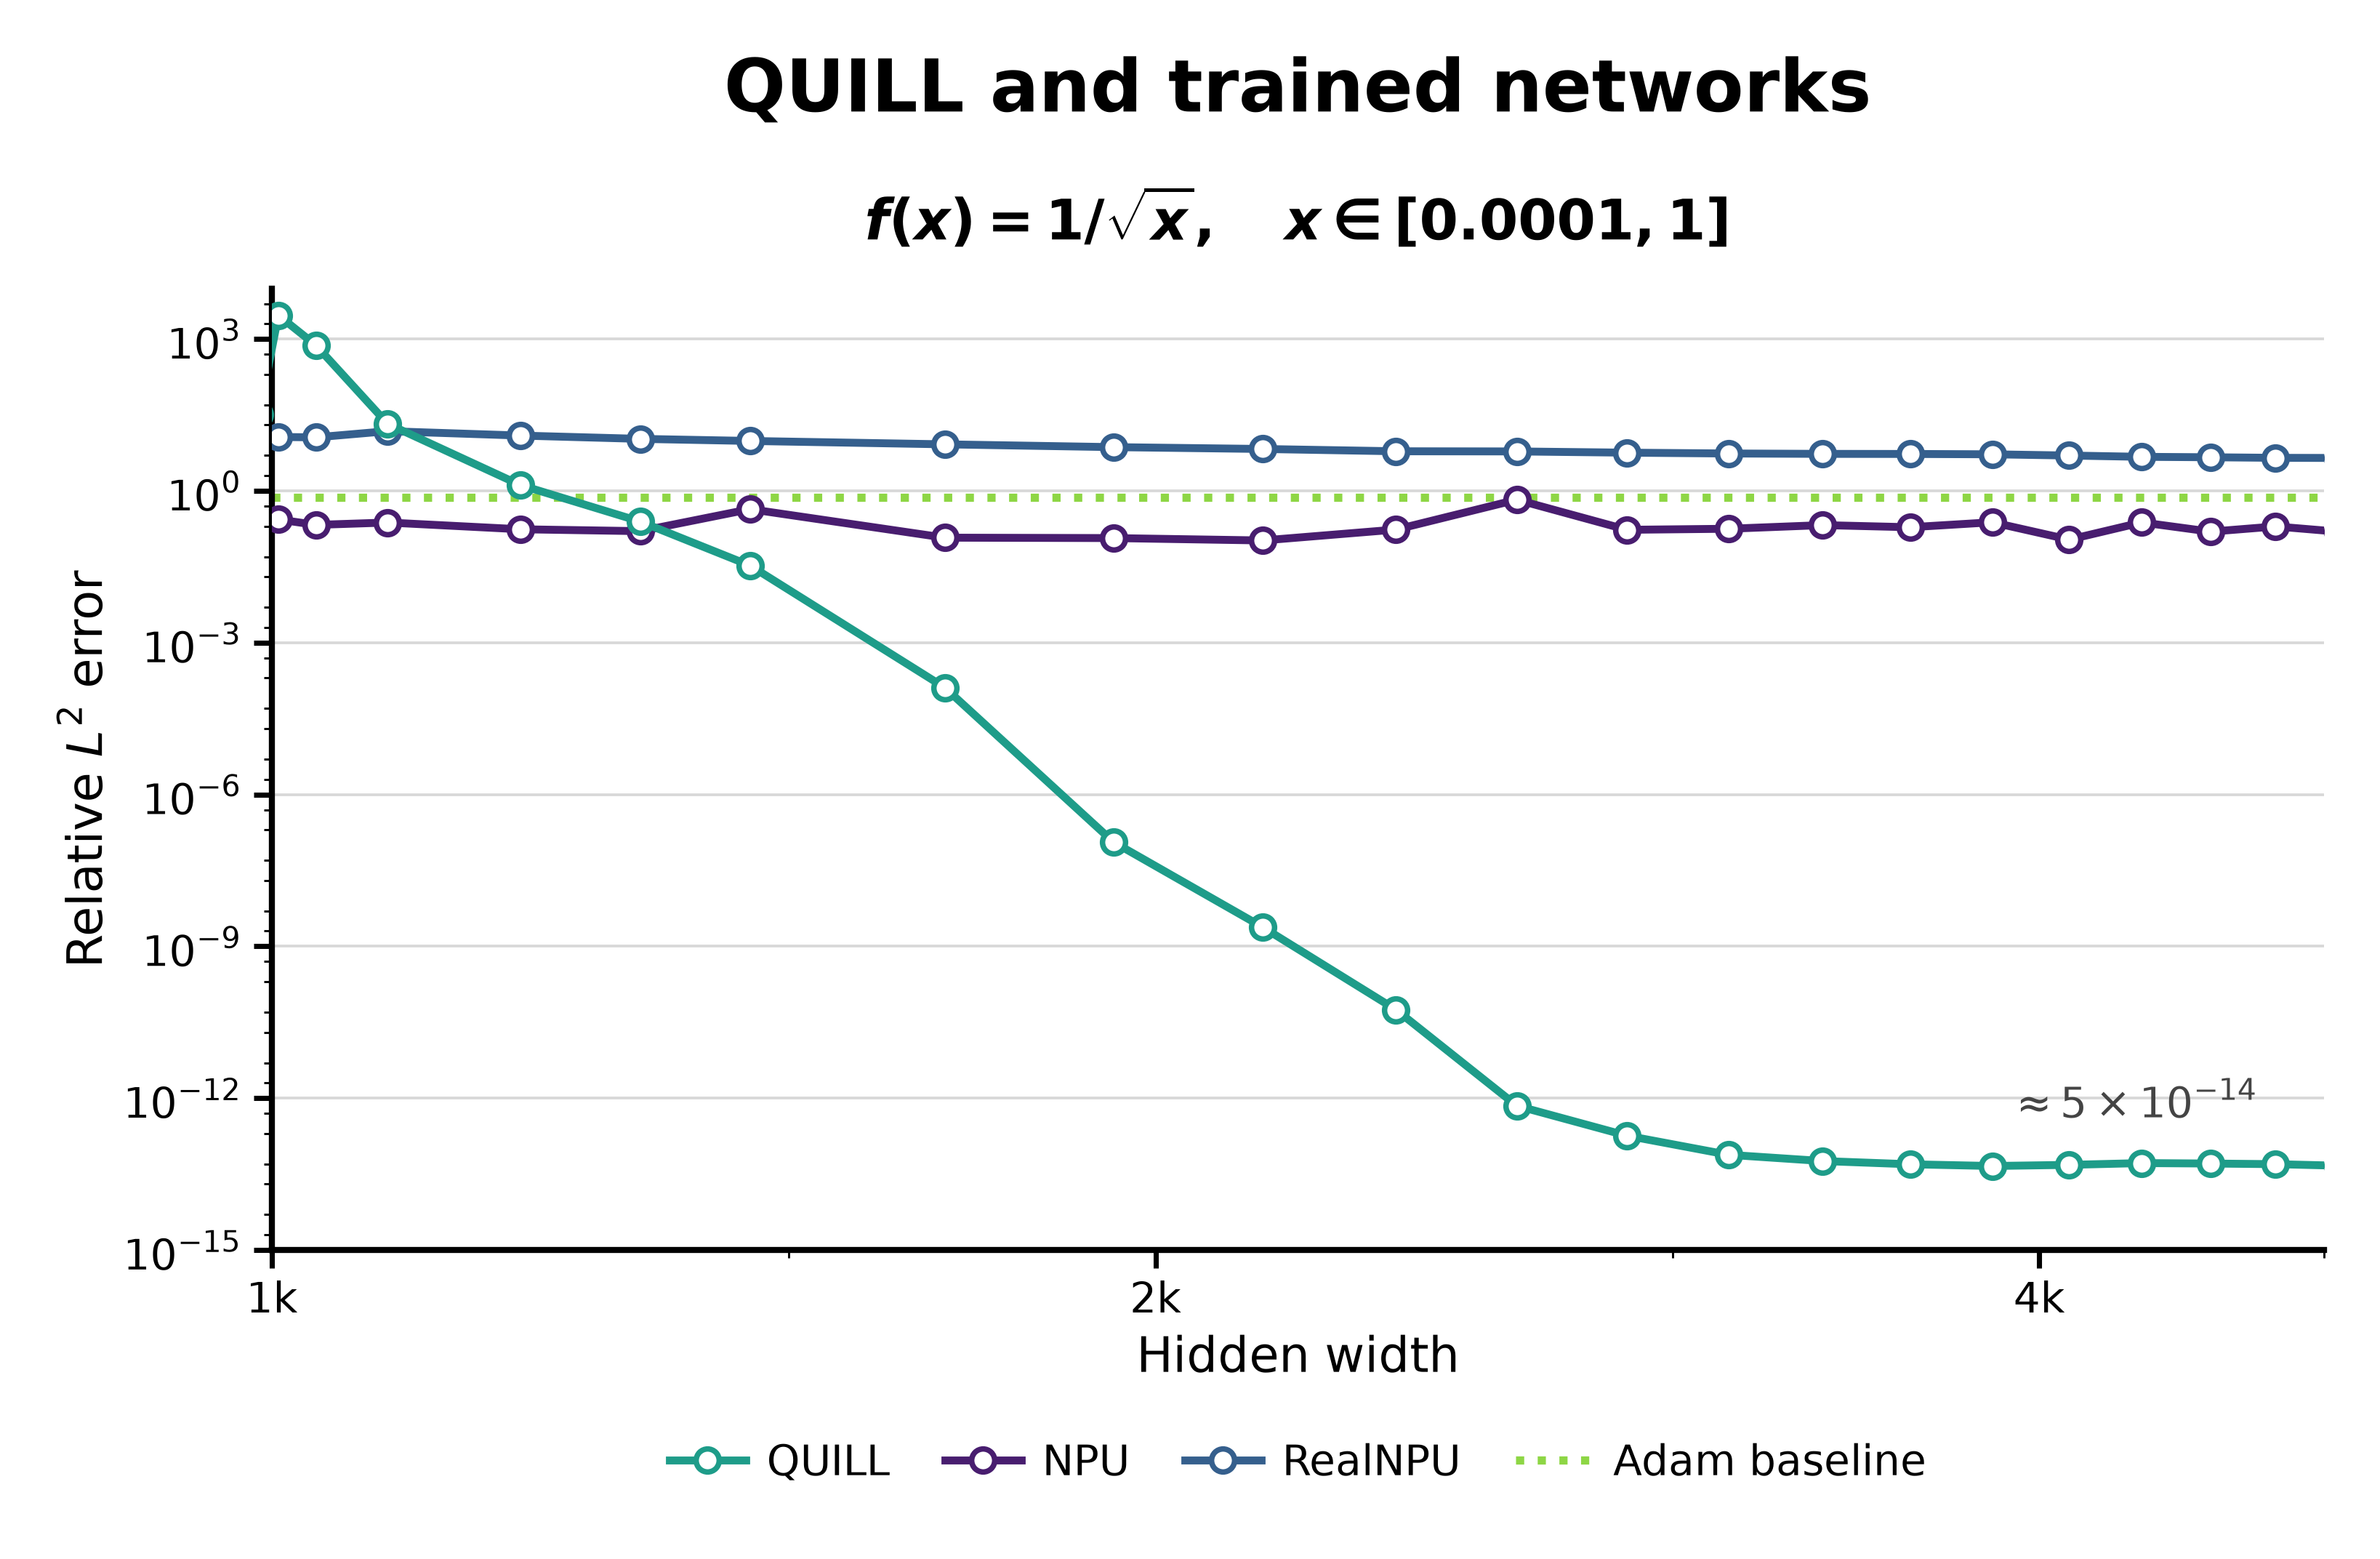 QUILL and trained networks
f(x) = 1/√x, x ∈ [0.0001, 1]
Relative L² error
10³
10⁰
10⁻³
10⁻⁶
10⁻⁹
10⁻¹²
10⁻¹⁵
≈ 5 × 10⁻¹⁴
1k 2k 4k
Hidden width
QUILL NPU RealNPU Adam baseline